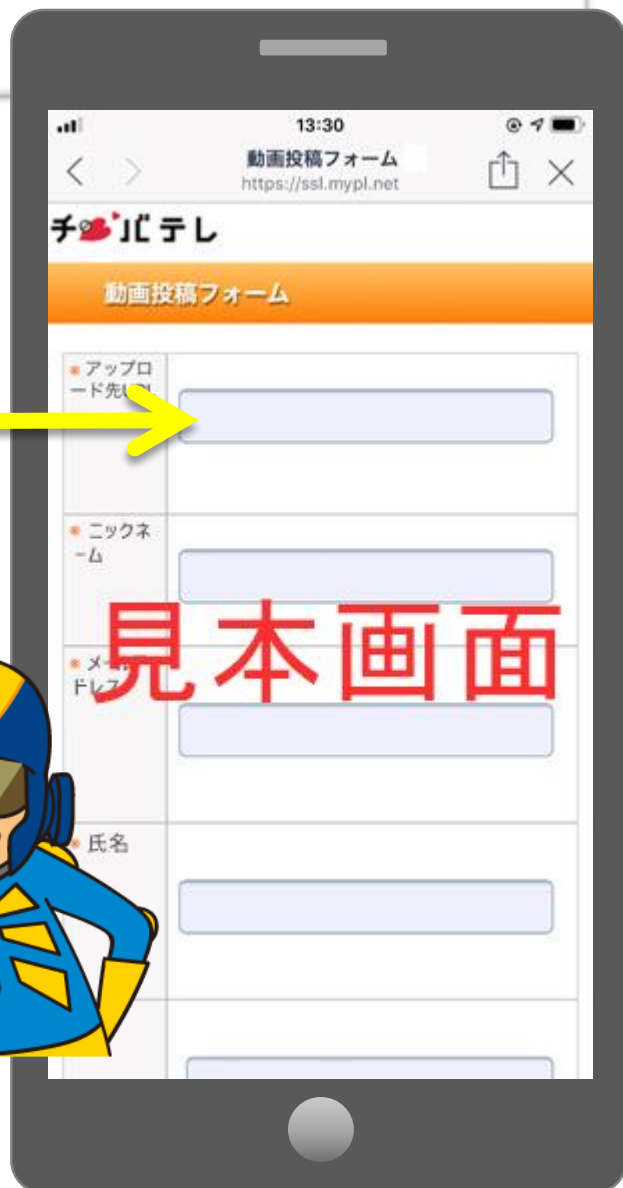 13:30
動画投稿フォーム
https://ssl.mypl.net
チバテレ
動画投稿フォーム
アップロ
ード先
ニックネ
ーム
見本画面
メー
ドレス
氏名